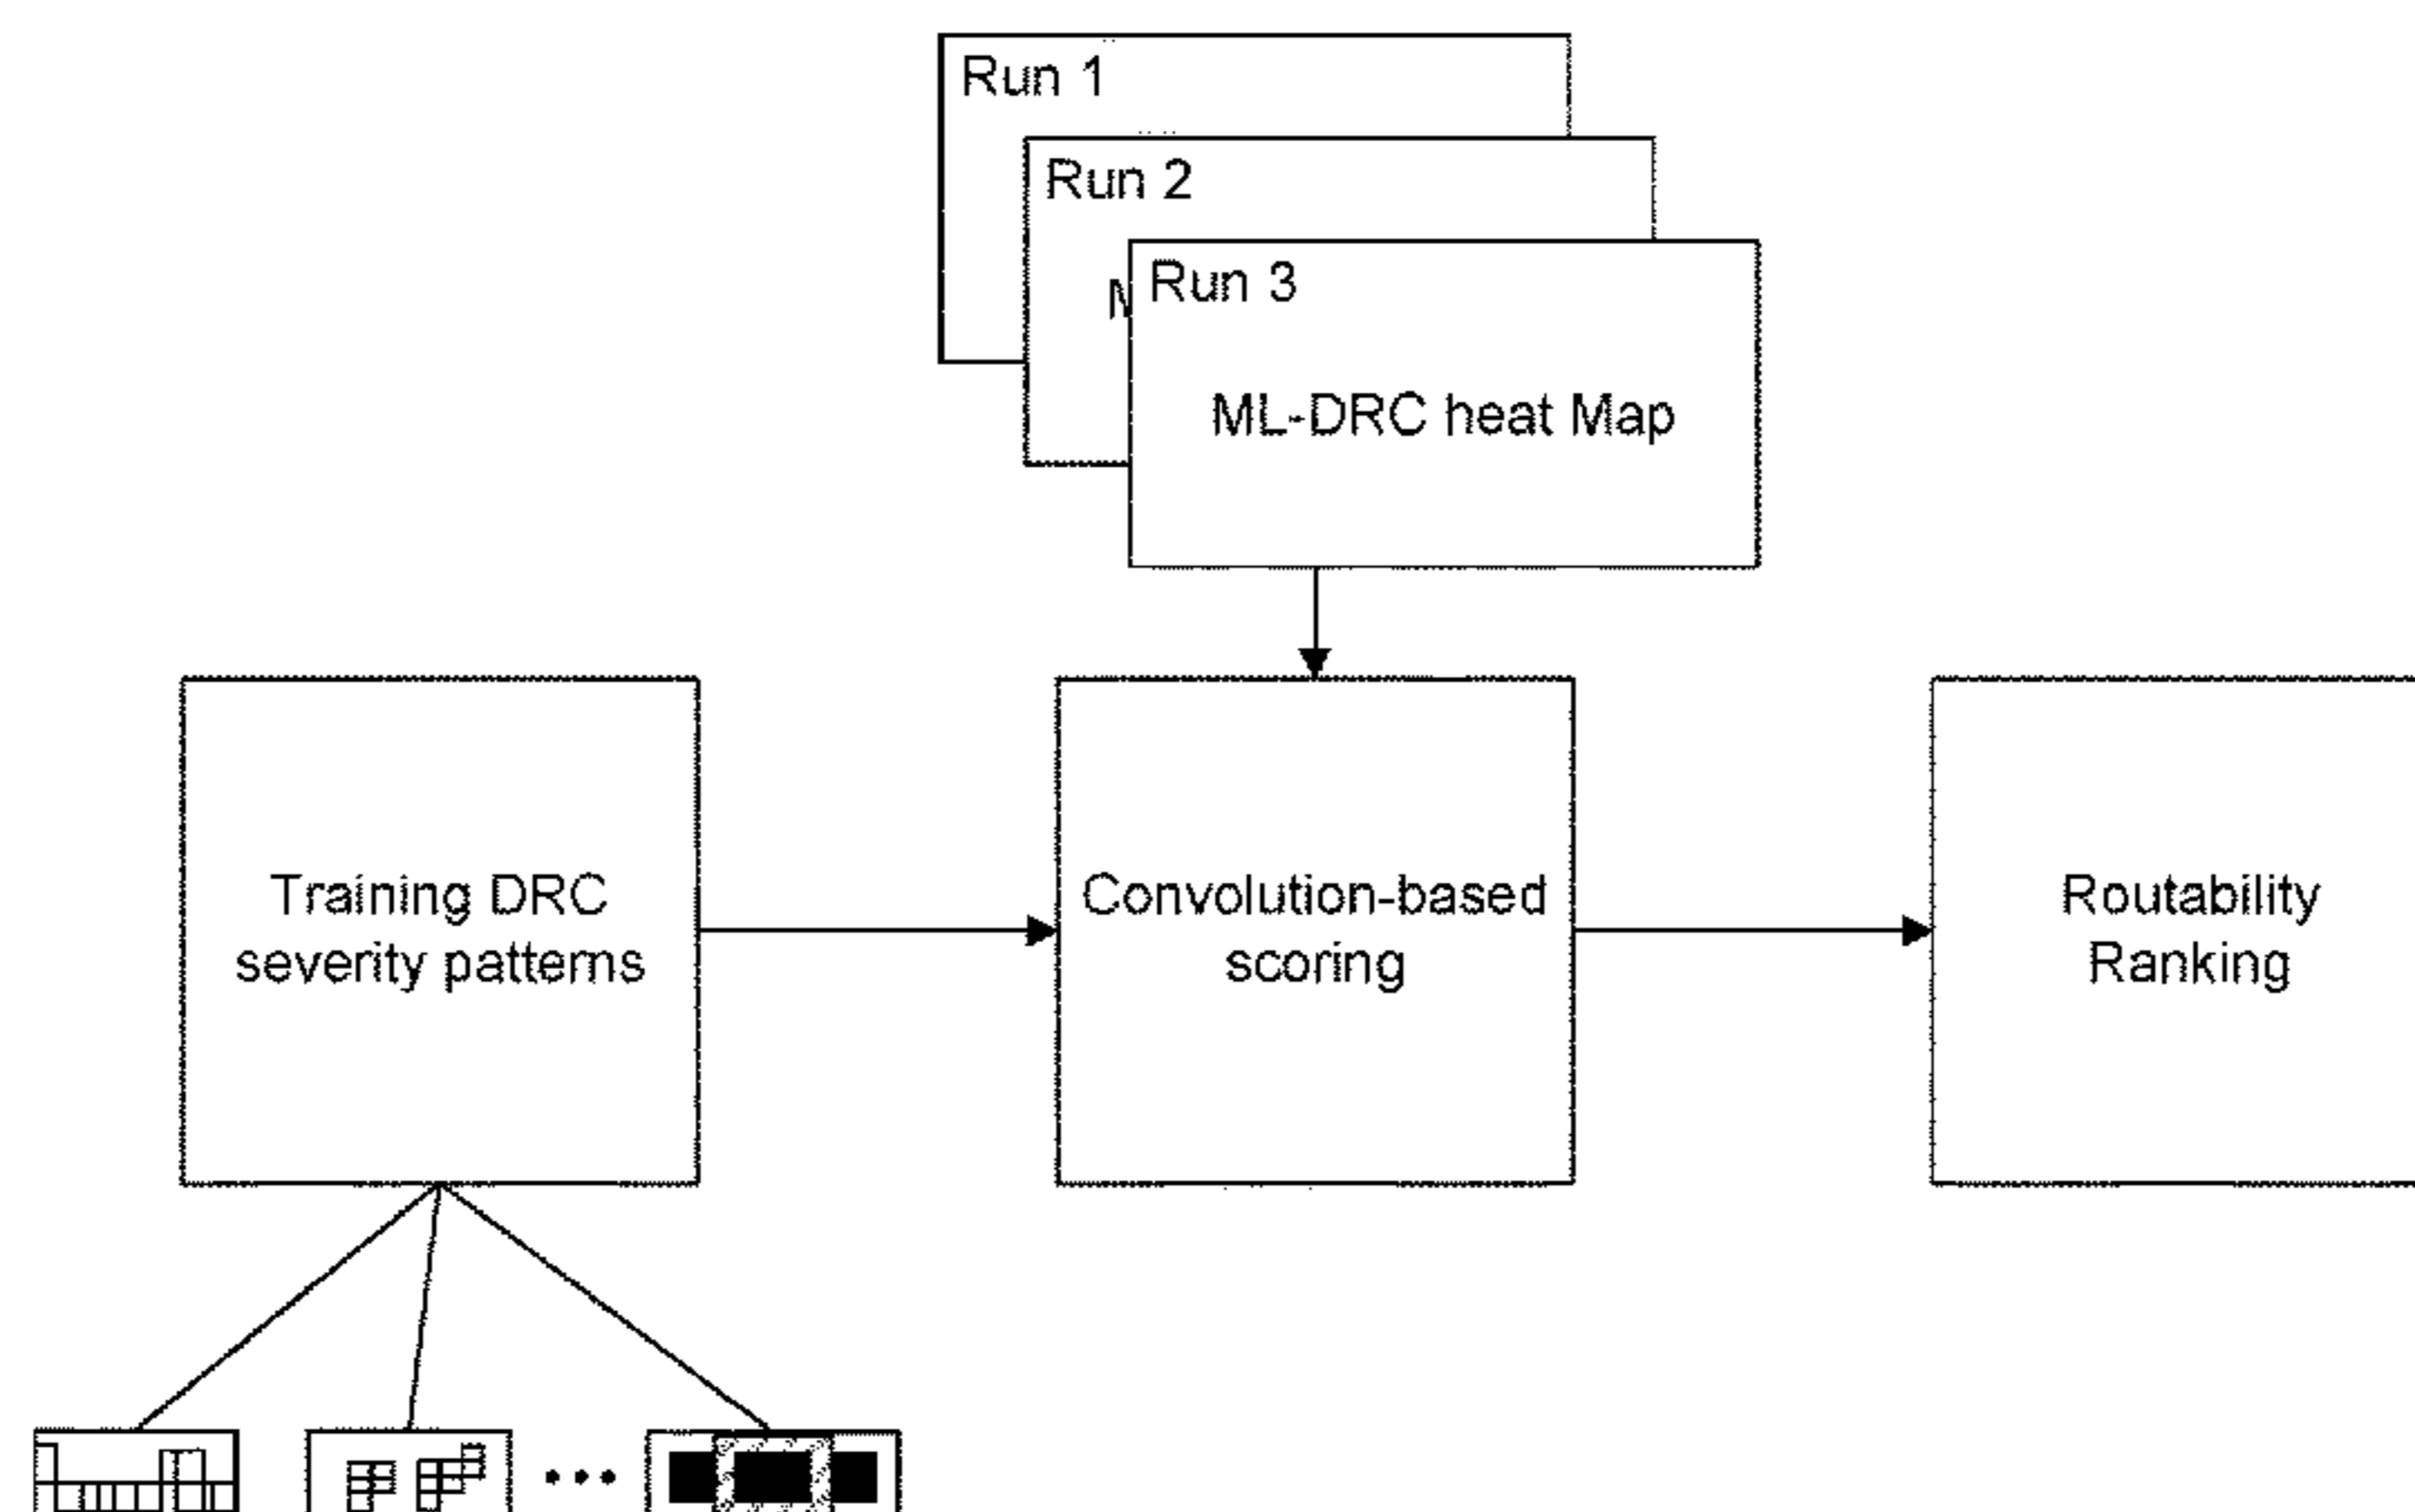 Run 1
Run 2
Run 3
ML-DRC heat Map
Training DRC
severity patterns
Convolution-based
scoring
Routability
Ranking